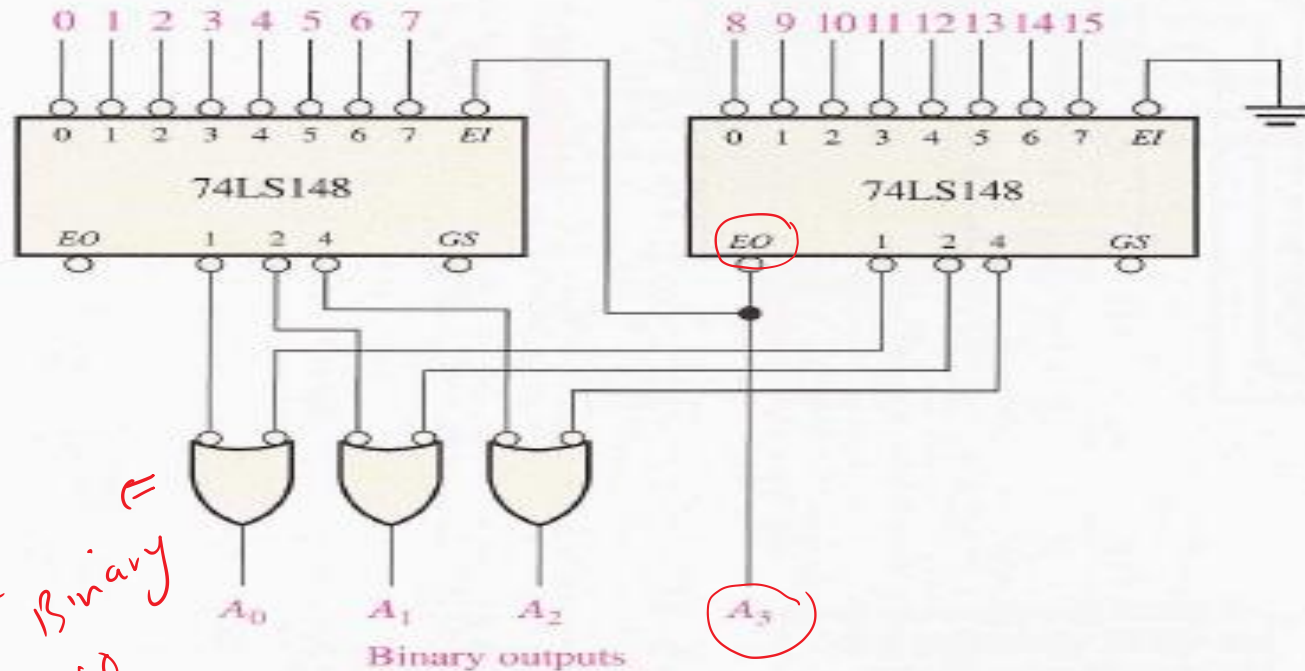 0 1 2 3 4 5 6 7 8 9 10 11 12 13 14 15
0 1 2 3 4 5 6 7 EI 0 1 2 3 4 5 6 7 EI
74LS148 74LS148
EO 1 2 4 GS EO 1 2 4 GS
= Binary
A0 A1 A2 A3
Binary outputs